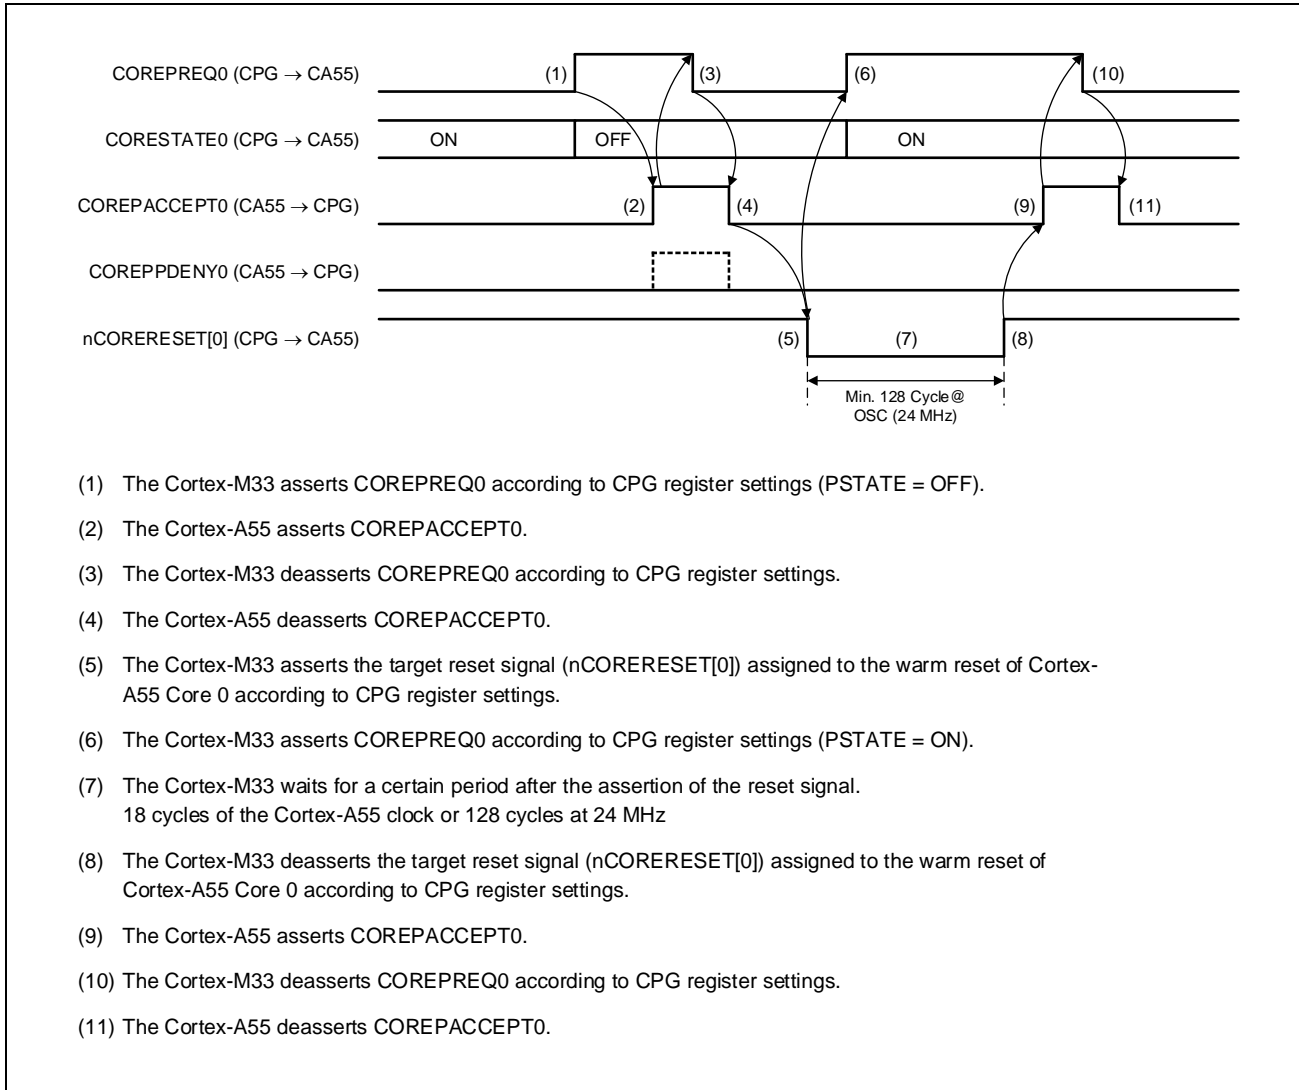 COREPREQ0 (CPG → CA55) (1) (3) (6) (10)
CORESTATE0 (CPG → CA55) ON OFF ON
COREPACCEPT0 (CA55 → CPG) (2) (4) (9) (11)
COREPPDENY0 (CA55 → CPG)
nCORERESET[0] (CPG → CA55) (5) (7) (8)
Min. 128 Cycle@
OSC (24 MHz)
(1) The Cortex-M33 asserts COREPREQ0 according to CPG register settings (PSTATE = OFF).
(2) The Cortex-A55 asserts COREPACCEPT0.
(3) The Cortex-M33 deasserts COREPREQ0 according to CPG register settings.
(4) The Cortex-A55 deasserts COREPACCEPT0.
(5) The Cortex-M33 asserts the target reset signal (nCORERESET[0]) assigned to the warm reset of Cortex-
A55 Core 0 according to CPG register settings.
(6) The Cortex-M33 asserts COREPREQ0 according to CPG register settings (PSTATE = ON).
(7) The Cortex-M33 waits for a certain period after the assertion of the reset signal.
18 cycles of the Cortex-A55 clock or 128 cycles at 24 MHz
(8) The Cortex-M33 deasserts the target reset signal (nCORERESET[0]) assigned to the warm reset of
Cortex-A55 Core 0 according to CPG register settings.
(9) The Cortex-A55 asserts COREPACCEPT0.
(10) The Cortex-M33 deasserts COREPREQ0 according to CPG register settings.
(11) The Cortex-A55 deasserts COREPACCEPT0.